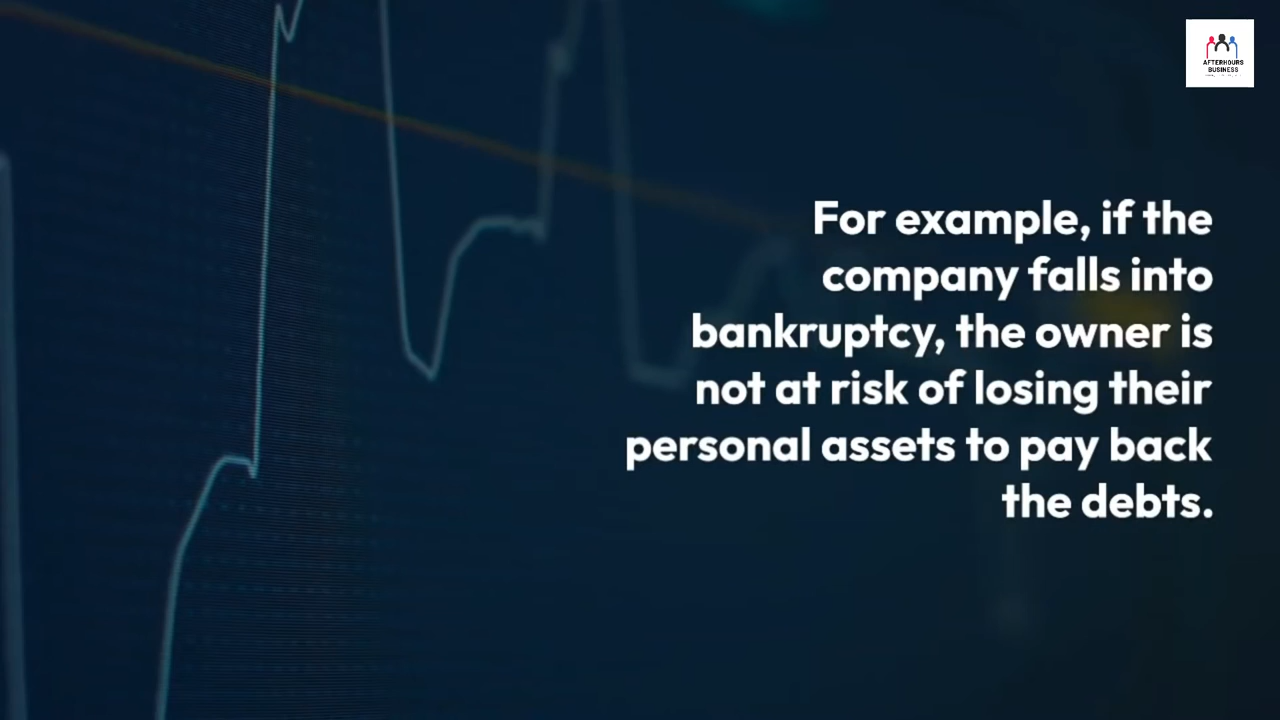 AFTERHOURS
BUSINESS
For example, if the
company falls into
bankruptcy, the owner is
not at risk of losing their
personal assets to pay back
the debts.